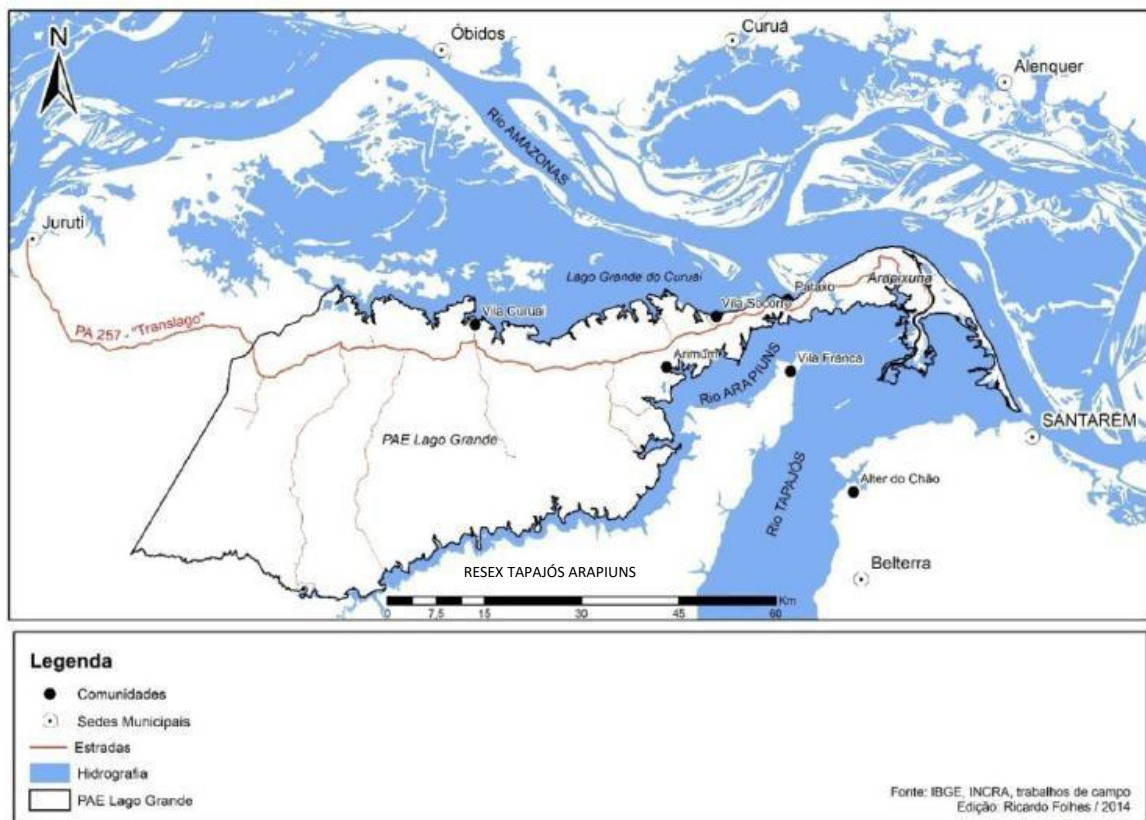 N
Óbidos
Curuá
Alenquer
Rio AMAZONAS
Juruti
Lago Grande do Curuai
Arapixuna
Patáxo
Vila Socorro
Vila Curuai
PA 257 - "Translago"
Arimum
Vila Franca
Rio ARAPIUNS
SANTARÉM
PAE Lago Grande
Alter do Chão
Rio TAPAJÓS
RESEX TAPAJÓS ARAPIUNS
Belterra
Km
0 7,5 15 30 45 60
Legenda
Comunidades
Sedes Municipais
Estradas
Hidrografia
PAE Lago Grande
Fonte: IBGE, INCRA, trabalhos de campo
Edição: Ricardo Folhes / 2014